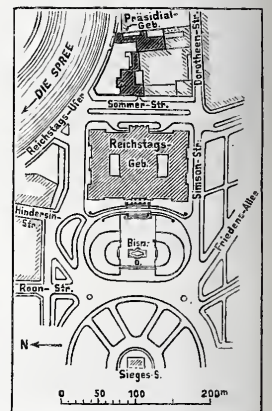 Präsidial-
Geb.
Dorotheen-Str.
← DIE SPREE
Reichstags-Ufer
Sommer-Str.
Reichstags-
Geb.
Simson-Str.
Hindersin-
Str.
Friedens-Allee
Bism:
D.
Roon-Str.
N ←
Sieges-S.
0 50 100 200m